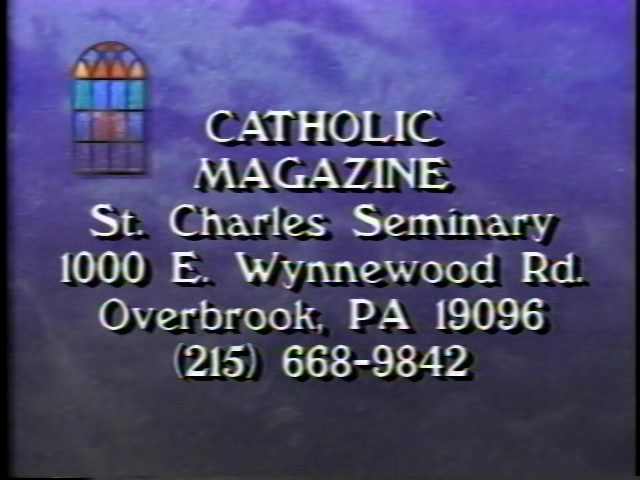 CATHOLIC
MAGAZINE
St. Charles Seminary
1000 E. Wynnewood Rd.
Overbrook, PA 19096
(215) 668-9842